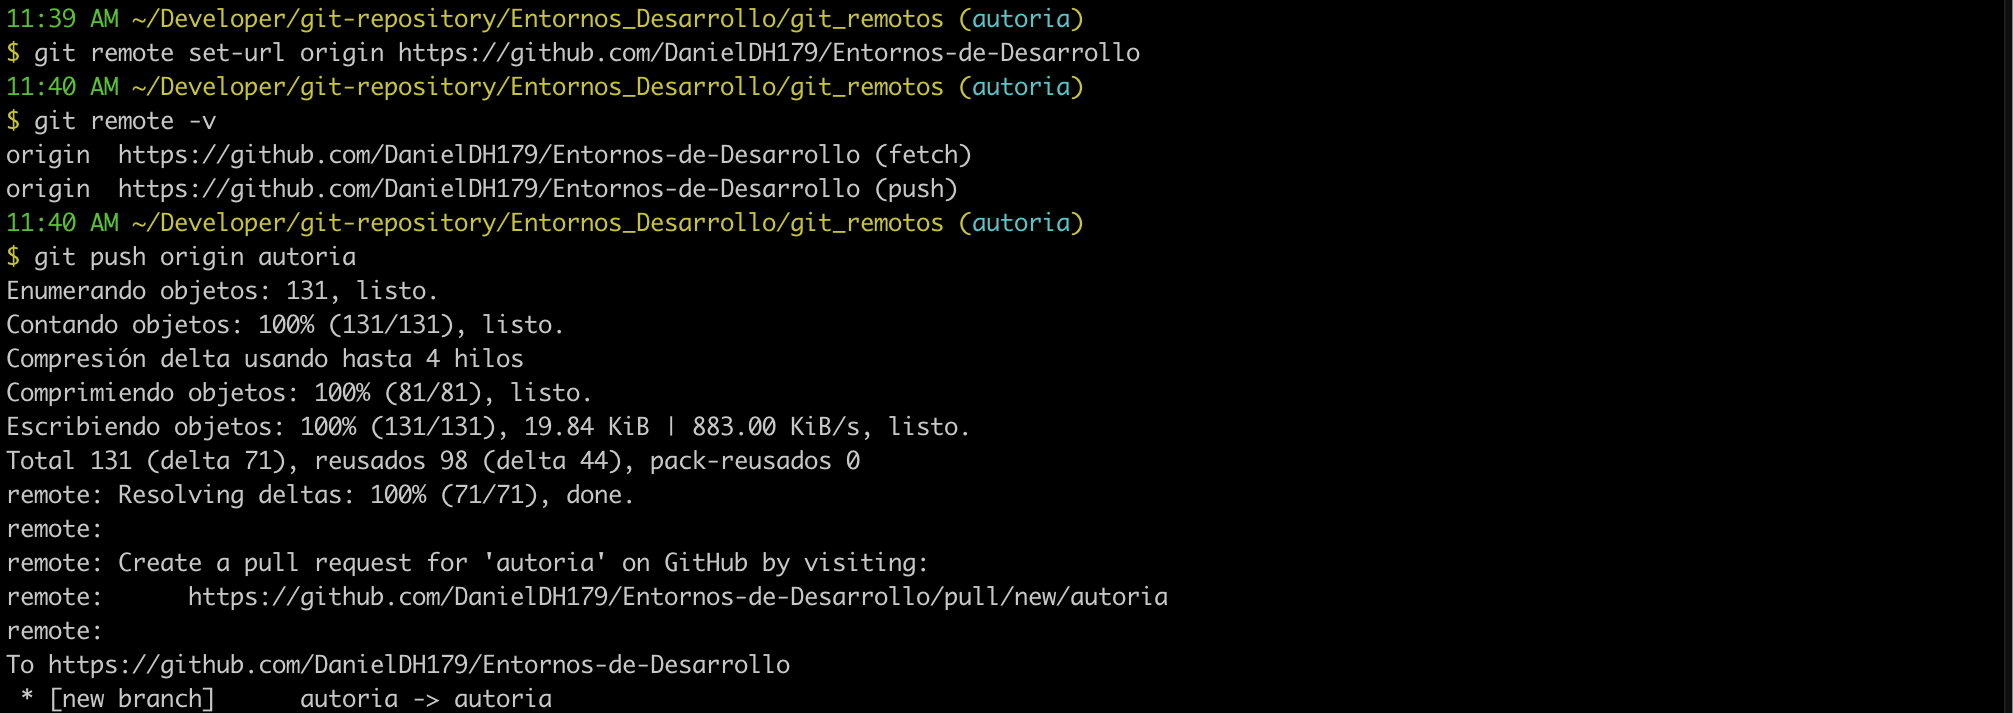 11:39 AM ~/Developer/git-repository/Entornos_Desarrollo/git_remotos (autoria)
$ git remote set-url origin https://github.com/DanielDH179/Entornos-de-Desarrollo
11:40 AM ~/Developer/git-repository/Entornos_Desarrollo/git_remotos (autoria)
$ git remote -v
origin  https://github.com/DanielDH179/Entornos-de-Desarrollo (fetch)
origin  https://github.com/DanielDH179/Entornos-de-Desarrollo (push)
11:40 AM ~/Developer/git-repository/Entornos_Desarrollo/git_remotos (autoria)
$ git push origin autoria
Enumerando objetos: 131, listo.
Contando objetos: 100% (131/131), listo.
Compresión delta usando hasta 4 hilos
Comprimiendo objetos: 100% (81/81), listo.
Escribiendo objetos: 100% (131/131), 19.84 KiB | 883.00 KiB/s, listo.
Total 131 (delta 71), reusados 98 (delta 44), pack-reusados 0
remote: Resolving deltas: 100% (71/71), done.
remote:
remote: Create a pull request for 'autoria' on GitHub by visiting:
remote:      https://github.com/DanielDH179/Entornos-de-Desarrollo/pull/new/autoria
remote:
To https://github.com/DanielDH179/Entornos-de-Desarrollo
 * [new branch]      autoria -> autoria